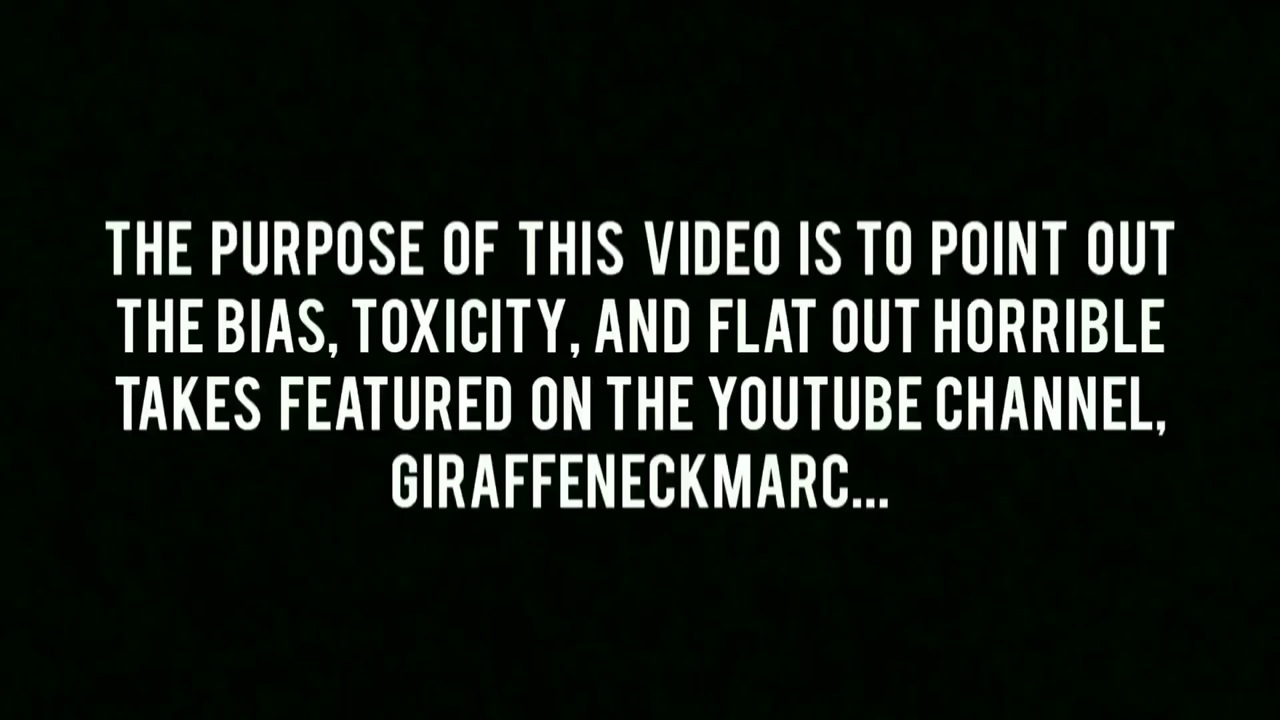 THE PURPOSE OF THIS VIDEO IS TO POINT OUT
THE BIAS, TOXICITY, AND FLAT OUT HORRIBLE
TAKES FEATURED ON THE YOUTUBE CHANNEL,
GIRAFFENECKMARC...